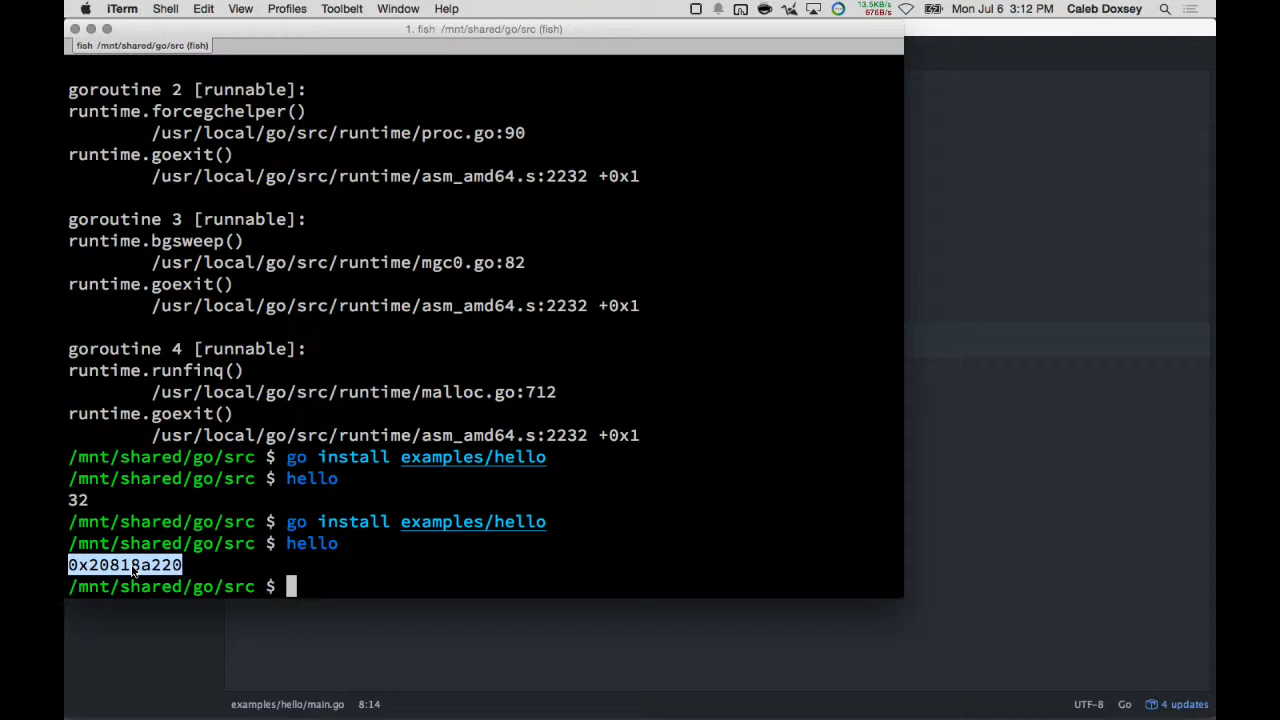 iTerm Shell Edit View Profiles Toolbelt Window Help 13.5KB/s 676B/s Mon Jul 6 3:12 PM Caleb Doxsey
1. fish /mnt/shared/go/src (fish)
fish /mnt/shared/go/src (fish)
goroutine 2 [runnable]:
runtime.forcegchelper()
/usr/local/go/src/runtime/proc.go:90
runtime.goexit()
/usr/local/go/src/runtime/asm_amd64.s:2232 +0x1
goroutine 3 [runnable]:
runtime.bgsweep()
/usr/local/go/src/runtime/mgc0.go:82
runtime.goexit()
/usr/local/go/src/runtime/asm_amd64.s:2232 +0x1
goroutine 4 [runnable]:
runtime.runfinq()
/usr/local/go/src/runtime/malloc.go:712
runtime.goexit()
/usr/local/go/src/runtime/asm_amd64.s:2232 +0x1
/mnt/shared/go/src $ go install examples/hello
/mnt/shared/go/src $ hello
32
/mnt/shared/go/src $ go install examples/hello
/mnt/shared/go/src $ hello
0x20818a220
/mnt/shared/go/src $
examples/hello/main.go 8:14 UTF-8 Go 4 updates